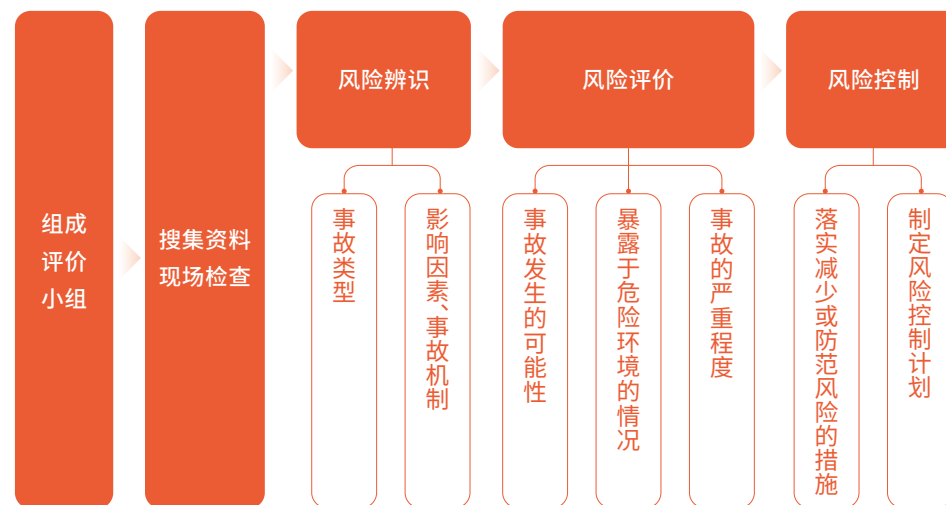 组成
评价
小组
搜集资料
现场检查
风险辨识
事故类型
影响因素、事故机制
风险评价
事故发生的可能性
暴露于危险环境的情况
事故的严重程度
风险控制
落实减少或防范风险的措施
制定风险控制计划